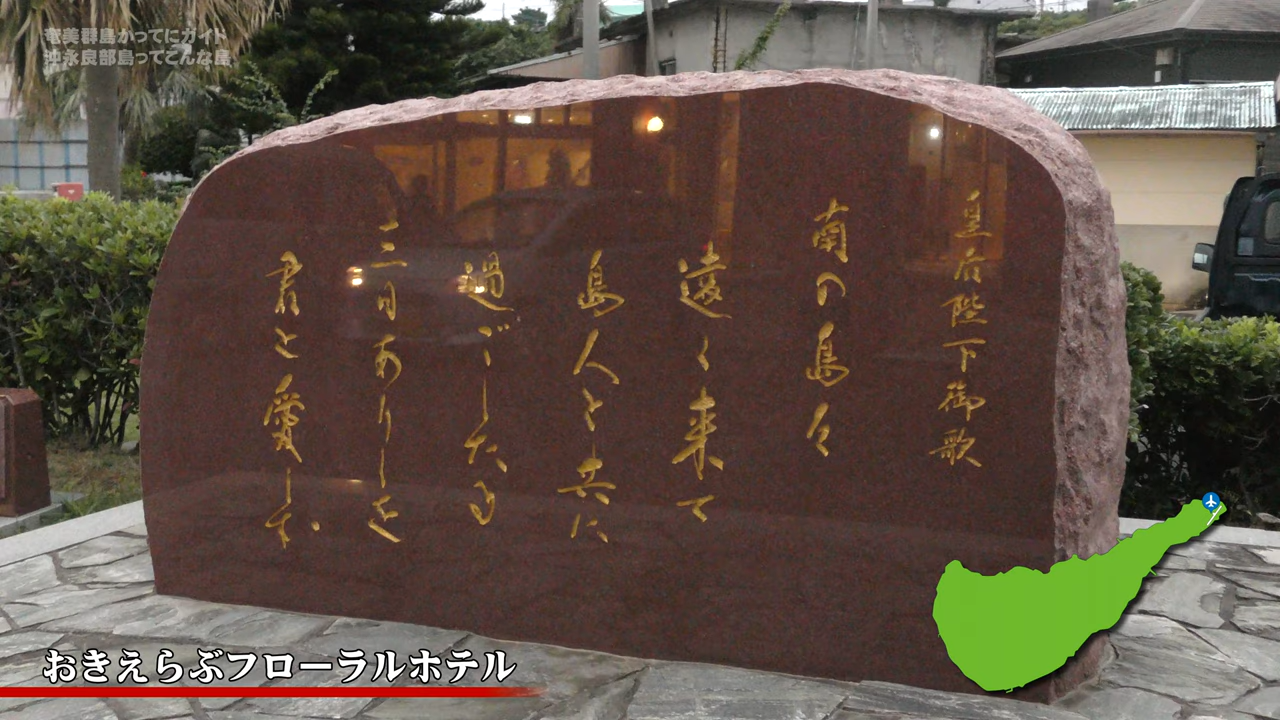 奄美群島かってにガイド
沖永良部島ってこんな島
皇后陛下御歌
南の島々
遠く来て
島人と共に
過ごしたる
三日ありしを
君と愛しむ
おきえらぶフローラルホテル